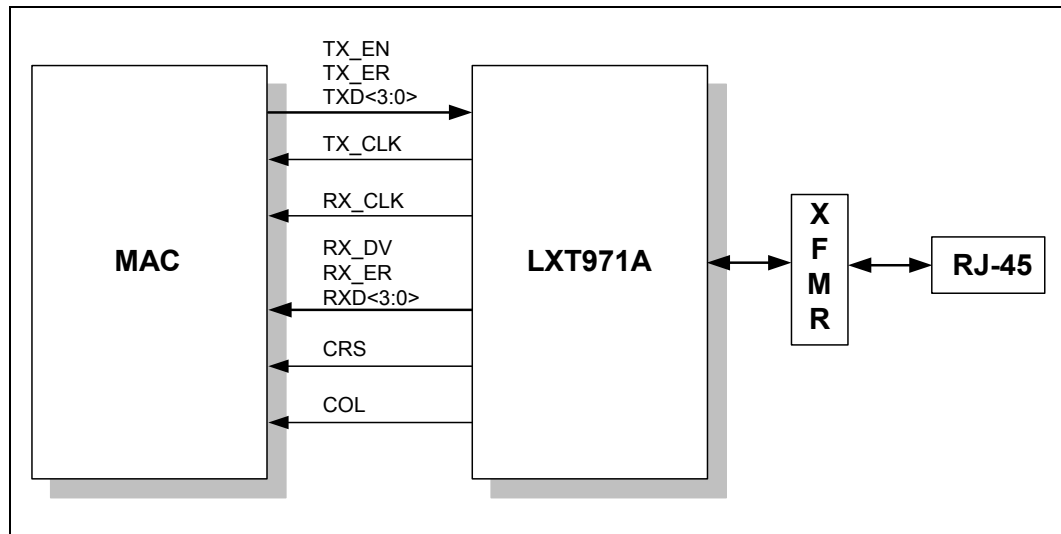 TX_EN
TX_ER
TXD<3:0>
TX_CLK
RX_CLK
RX_DV
RX_ER
RXD<3:0>
CRS
COL
MAC
LXT971A
X
F
M
R
RJ-45